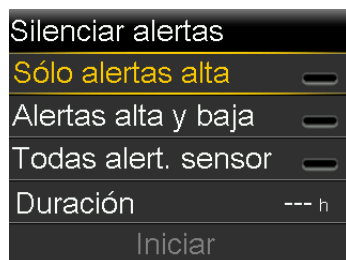 Silenciar alertas
Sólo alertas alta
Alertas alta y baja
Todas alert. sensor
Duración --- h
Iniciar